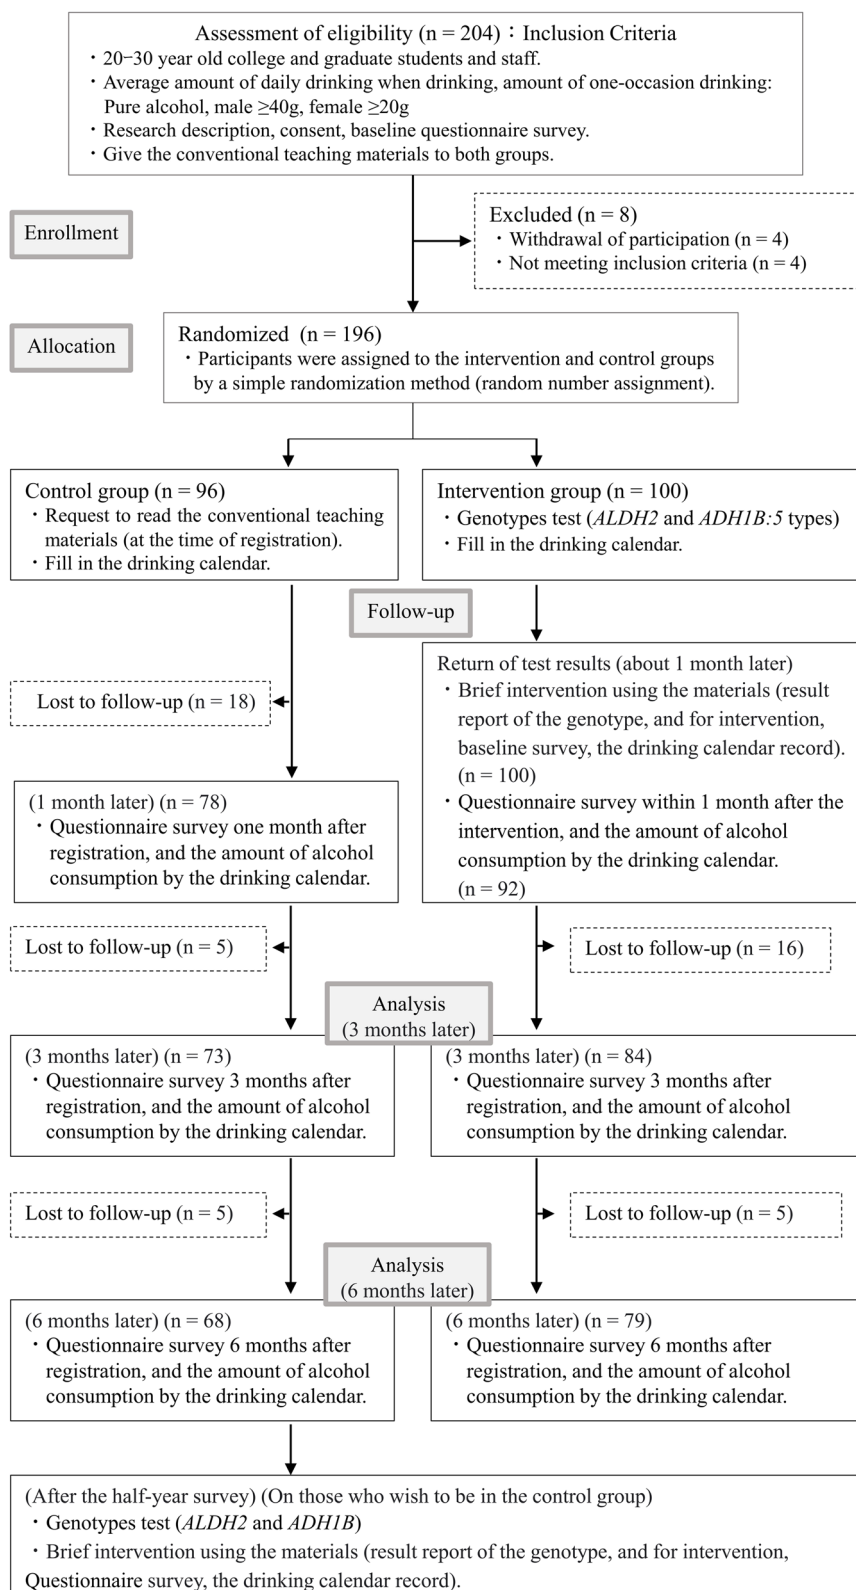 Assessment of eligibility (n = 204)：Inclusion Criteria
・20−30 year old college and graduate students and staff.
・Average amount of daily drinking when drinking, amount of one-occasion drinking:
Pure alcohol, male ≥40g, female ≥20g
・Research description, consent, baseline questionnaire survey.
・Give the conventional teaching materials to both groups.
Enrollment
Excluded (n = 8)
・Withdrawal of participation (n = 4)
・Not meeting inclusion criteria (n = 4)
Allocation
Randomized (n = 196)
・Participants were assigned to the intervention and control groups
by a simple randomization method (random number assignment).
Control group (n = 96)
・Request to read the conventional teaching
materials (at the time of registration).
・Fill in the drinking calendar.
Intervention group (n = 100)
・Genotypes test (ALDH2 and ADH1B:5 types)
・Fill in the drinking calendar.
Follow-up
Lost to follow-up (n = 18)
Return of test results (about 1 month later)
・Brief intervention using the materials (result
report of the genotype, and for intervention,
baseline survey, the drinking calendar record).
(n = 100)
・Questionnaire survey within 1 month after the
intervention, and the amount of alcohol
consumption by the drinking calendar.
(n = 92)
(1 month later) (n = 78)
・Questionnaire survey one month after
registration, and the amount of alcohol
consumption by the drinking calendar.
Lost to follow-up (n = 5)
Lost to follow-up (n = 16)
Analysis
(3 months later)
(3 months later) (n = 73)
・Questionnaire survey 3 months after
registration, and the amount of alcohol
consumption by the drinking calendar.
(3 months later) (n = 84)
・Questionnaire survey 3 months after
registration, and the amount of alcohol
consumption by the drinking calendar.
Lost to follow-up (n = 5)
Lost to follow-up (n = 5)
Analysis
(6 months later)
(6 months later) (n = 68)
・Questionnaire survey 6 months after
registration, and the amount of alcohol
consumption by the drinking calendar.
(6 months later) (n = 79)
・Questionnaire survey 6 months after
registration, and the amount of alcohol
consumption by the drinking calendar.
(After the half-year survey) (On those who wish to be in the control group)
・Genotypes test (ALDH2 and ADH1B)
・Brief intervention using the materials (result report of the genotype, and for intervention,
Questionnaire survey, the drinking calendar record).